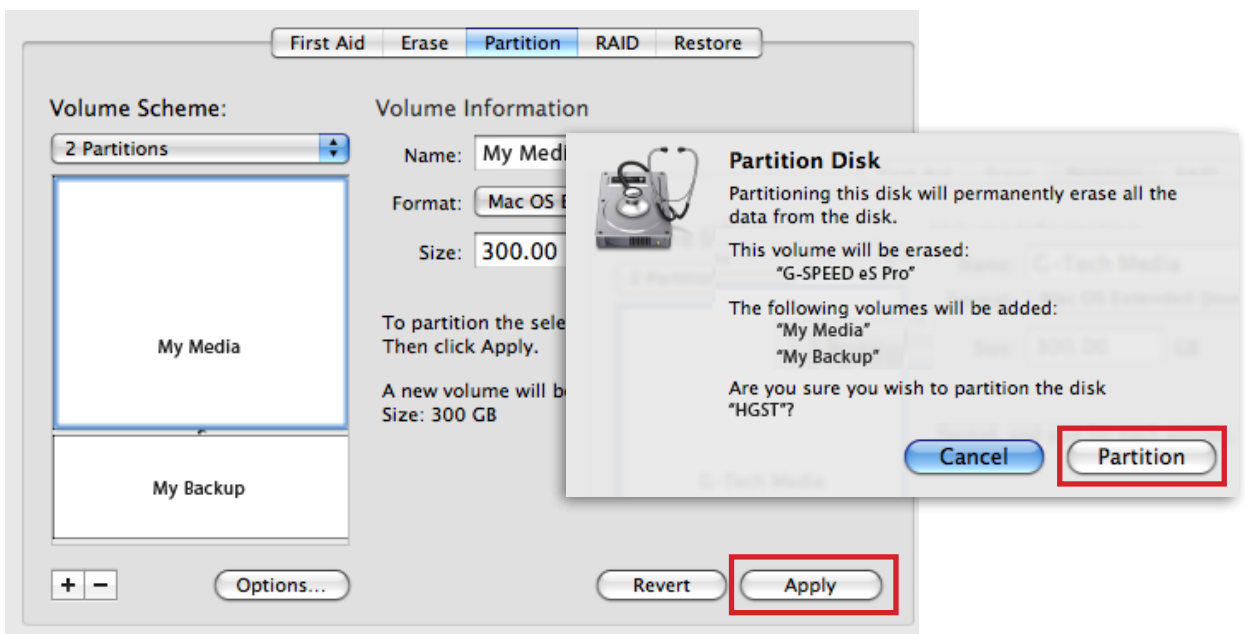 First Aid Erase Partition RAID Restore
Volume Scheme:
2 Partitions
My Media
My Backup
+ −
Options...
Volume Information
Name: My Medi
Format: Mac OS E
Size: 300.00
To partition the sele
Then click Apply.
A new volume will b
Size: 300 GB
Revert Apply
Partition Disk
Partitioning this disk will permanently erase all the
data from the disk.
This volume will be erased:
“G-SPEED eS Pro”
The following volumes will be added:
“My Media”
“My Backup”
Are you sure you wish to partition the disk
“HGST”?
Cancel Partition